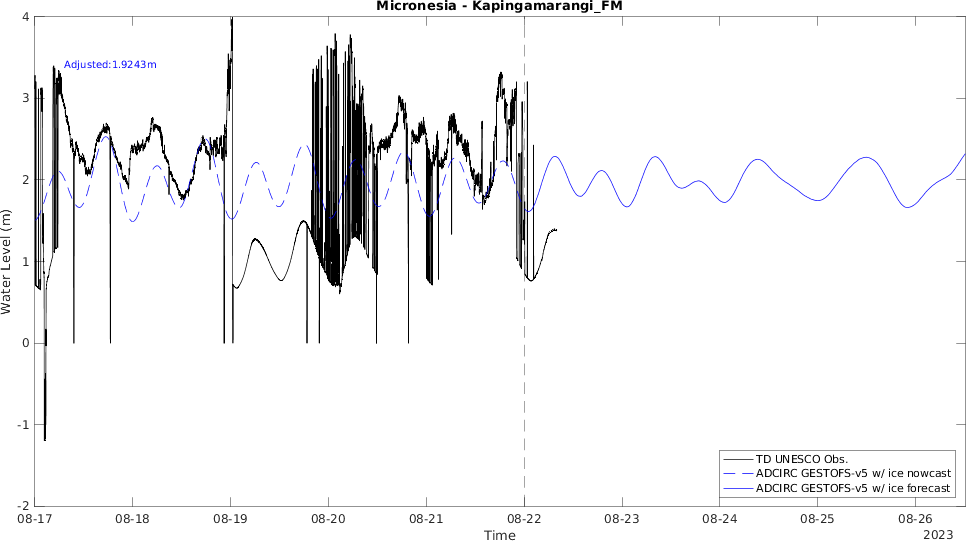 Micronesia - Kapingamarangi_FM
Adjusted:1.9243m
4
3
2
1
0
-1
-2
Water Level (m)
08-17
08-18
08-19
08-20
08-21
08-22
08-23
08-24
08-25
08-26
Time
2023
TD UNESCO Obs.
ADCIRC GESTOFS-v5 w/ ice nowcast
ADCIRC GESTOFS-v5 w/ ice forecast